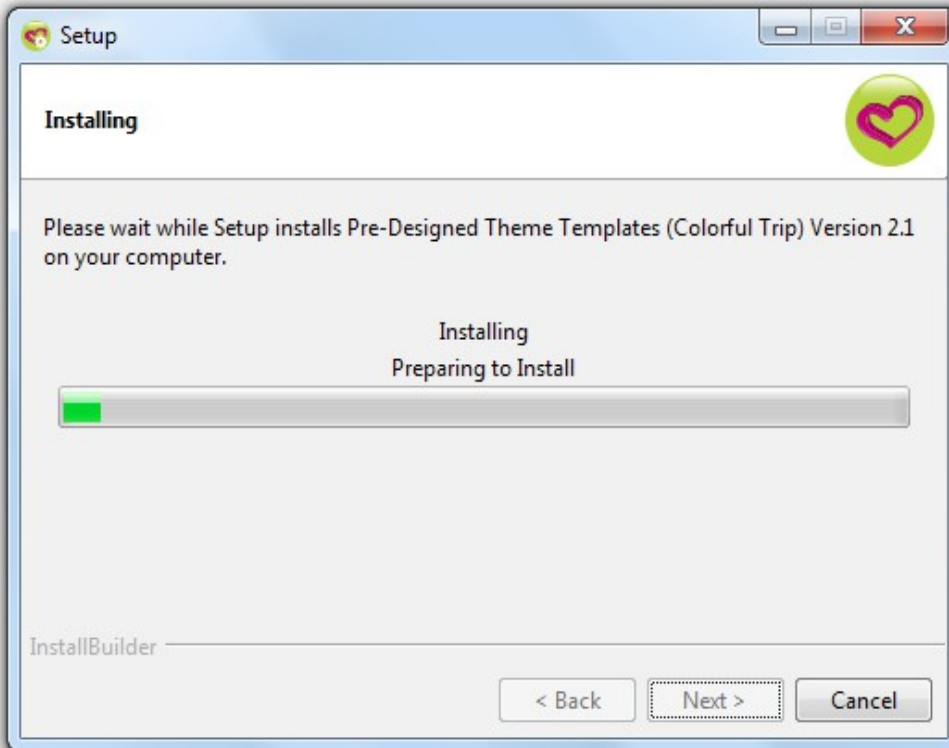 Setup
Installing
Please wait while Setup installs Pre-Designed Theme Templates (Colorful Trip) Version 2.1
on your computer.
Installing
Preparing to Install
InstallBuilder
< Back
Next >
Cancel